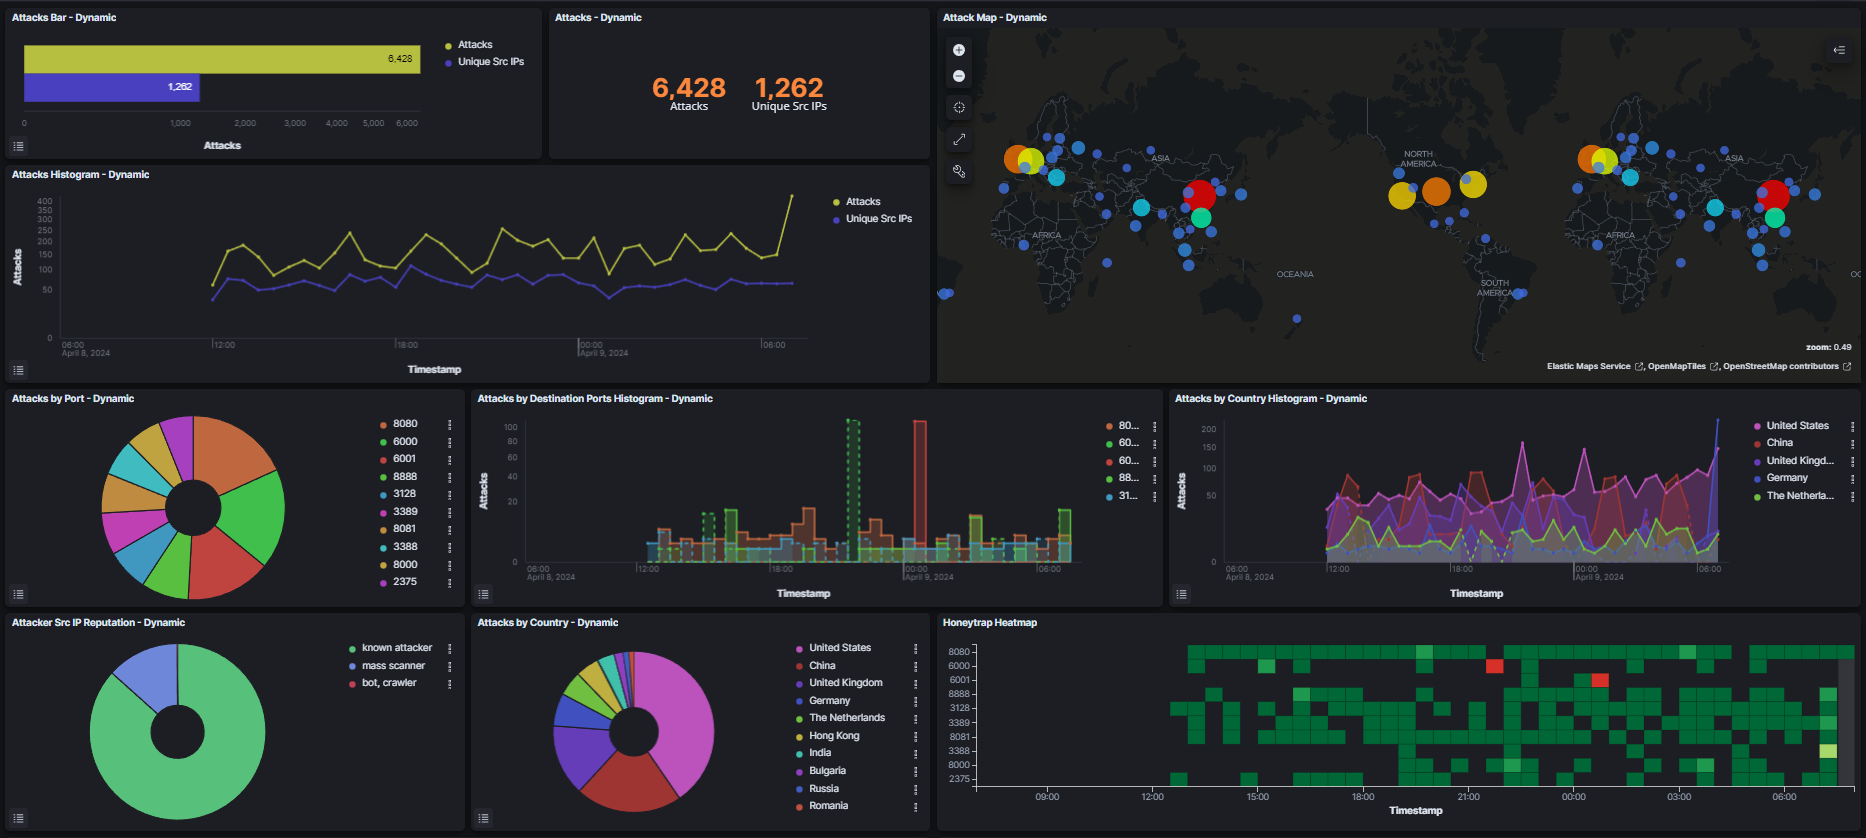 Attacks Bar - Dynamic
6,428
1,262
Attacks
Unique Src IPs
0 1,000 2,000 3,000 4,000 5,000 6,000
Attacks
Attacks - Dynamic
6,428 1,262
Attacks Unique Src IPs
Attack Map - Dynamic
ASIA
NORTH
AMERICA
ASIA
AFRICA
AFRICA
OCEANIA
OC
SOUTH
AMERICA
zoom: 0.49
Elastic Maps Service , OpenMapTiles , OpenStreetMap contributors
Attacks Histogram - Dynamic
Attacks
400
350
300
250
200
150
100
50
0
06:00 12:00 18:00 00:00 06:00
April 8, 2024 April 9, 2024
Timestamp
Attacks
Unique Src IPs
Attacks by Port - Dynamic
8080
6000
6001
8888
3128
3389
8081
3388
8000
2375
Attacks by Destination Ports Histogram - Dynamic
Attacks
100
80
60
40
20
0
06:00 12:00 18:00 00:00 06:00
April 8, 2024 April 9, 2024
Timestamp
80...
60...
60...
88...
31...
Attacks by Country Histogram - Dynamic
Attacks
200
150
100
50
0
06:00 12:00 18:00 00:00 06:00
April 8, 2024 April 9, 2024
Timestamp
United States
China
United Kingd...
Germany
The Netherla...
Attacker Src IP Reputation - Dynamic
known attacker
mass scanner
bot, crawler
Attacks by Country - Dynamic
United States
China
United Kingdom
Germany
The Netherlands
Hong Kong
India
Bulgaria
Russia
Romania
Honeytrap Heatmap
8080
6000
6001
8888
3128
3389
8081
3388
8000
2375
09:00 12:00 15:00 18:00 21:00 00:00 03:00 06:00
Timestamp